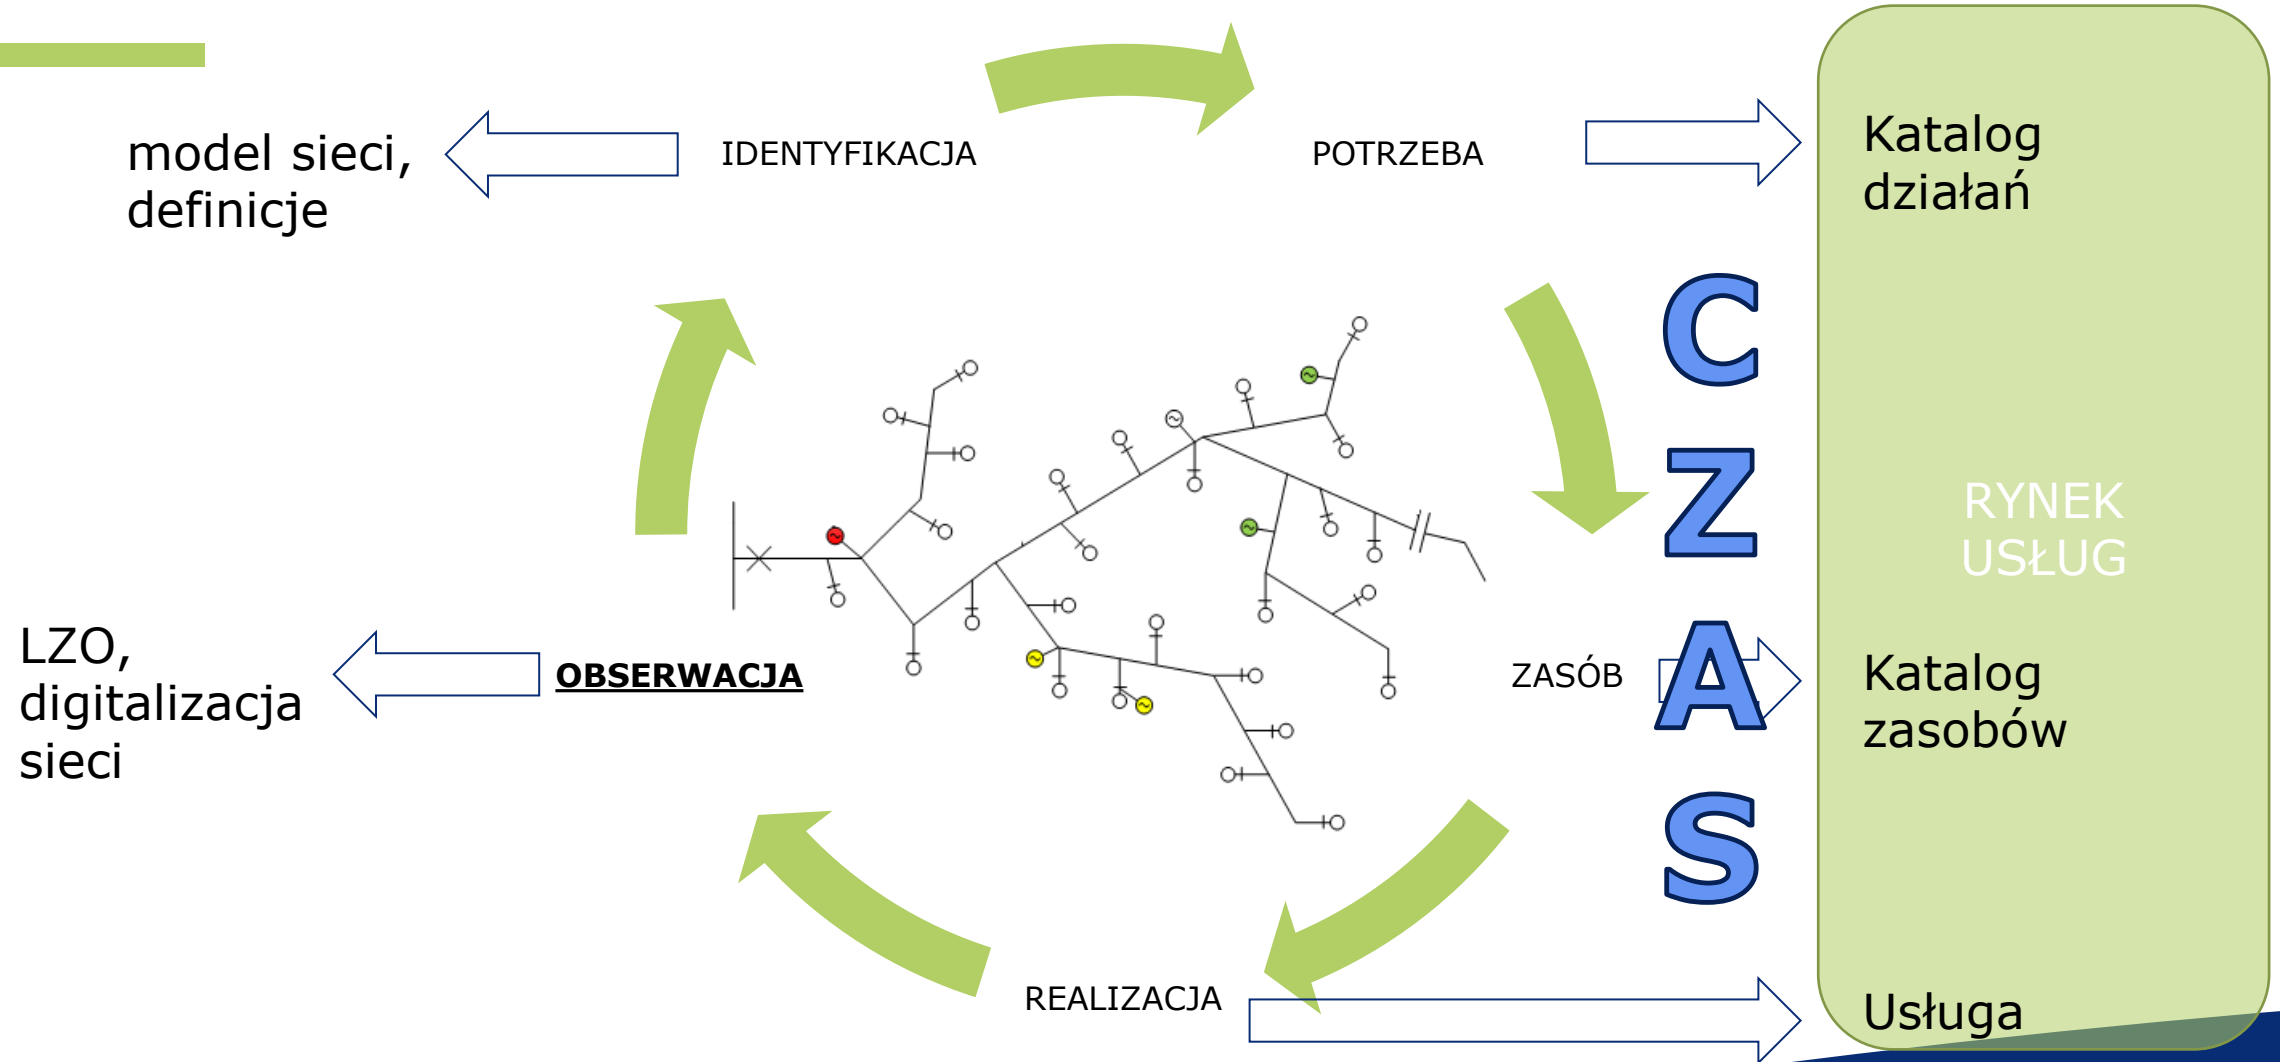 model sieci,
definicje
IDENTYFIKACJA
POTRZEBA
Katalog
działań
C
Z
A
S
RYNEK
USŁUG
LZO,
digitalizacja
sieci
OBSERWACJA
ZASÓB
Katalog
zasobów
REALIZACJA
Usługa